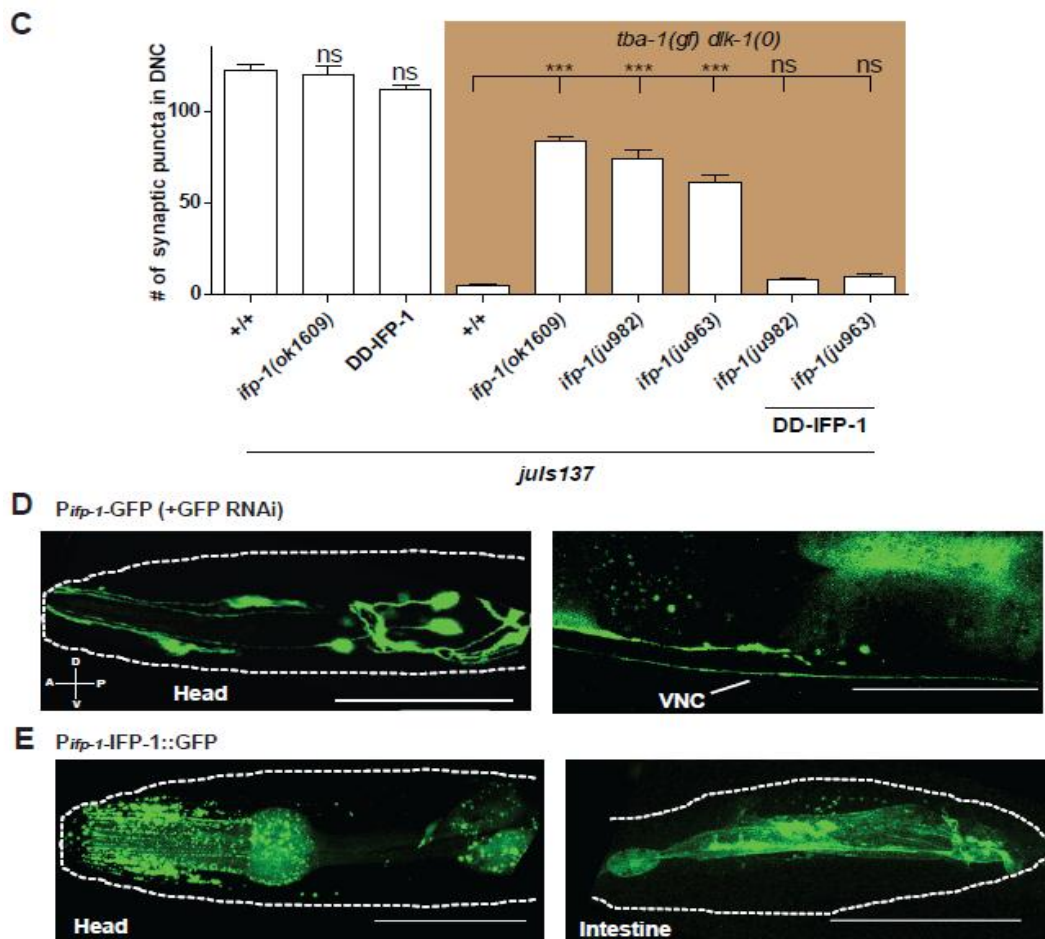 C
tba-1(gf) dlk-1(0)
ns
ns
***
***
***
ns
ns
# of synaptic puncta in DNC
100
50
0
+/+
ifp-1(ok1609)
DD-IFP-1
+/+
ifp-1(ok1609)
ifp-1(ju982)
ifp-1(ju963)
ifp-1(ju982)
ifp-1(ju963)
DD-IFP-1
juIs137
D Pifp-1-GFP (+GFP RNAi)
D
A P
V
Head
VNC
E Pifp-1-IFP-1::GFP
Head
Intestine